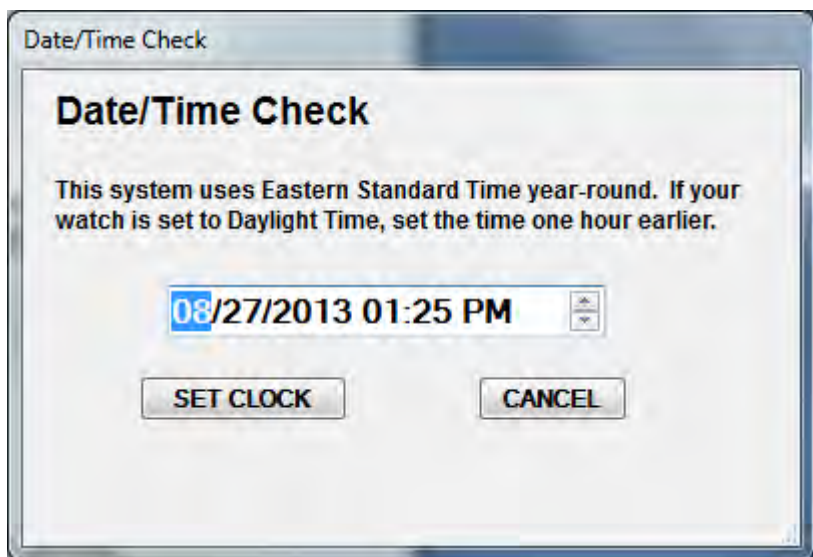 Date/Time Check
Date/Time Check
This system uses Eastern Standard Time year-round.  If your
watch is set to Daylight Time, set the time one hour earlier.
08/27/2013 01:25 PM
SET CLOCK CANCEL